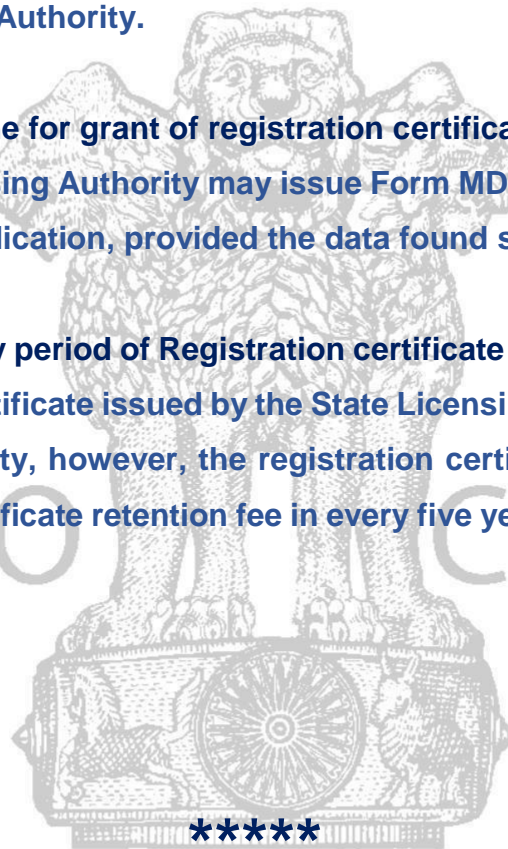 Authority.
e for grant of registration certifica
ing Authority may issue Form MD
lication, provided the data found s
y period of Registration certificate
tificate issued by the State Licensi
ty, however, the registration certi
ficate retention fee in every five ye
O C
*****